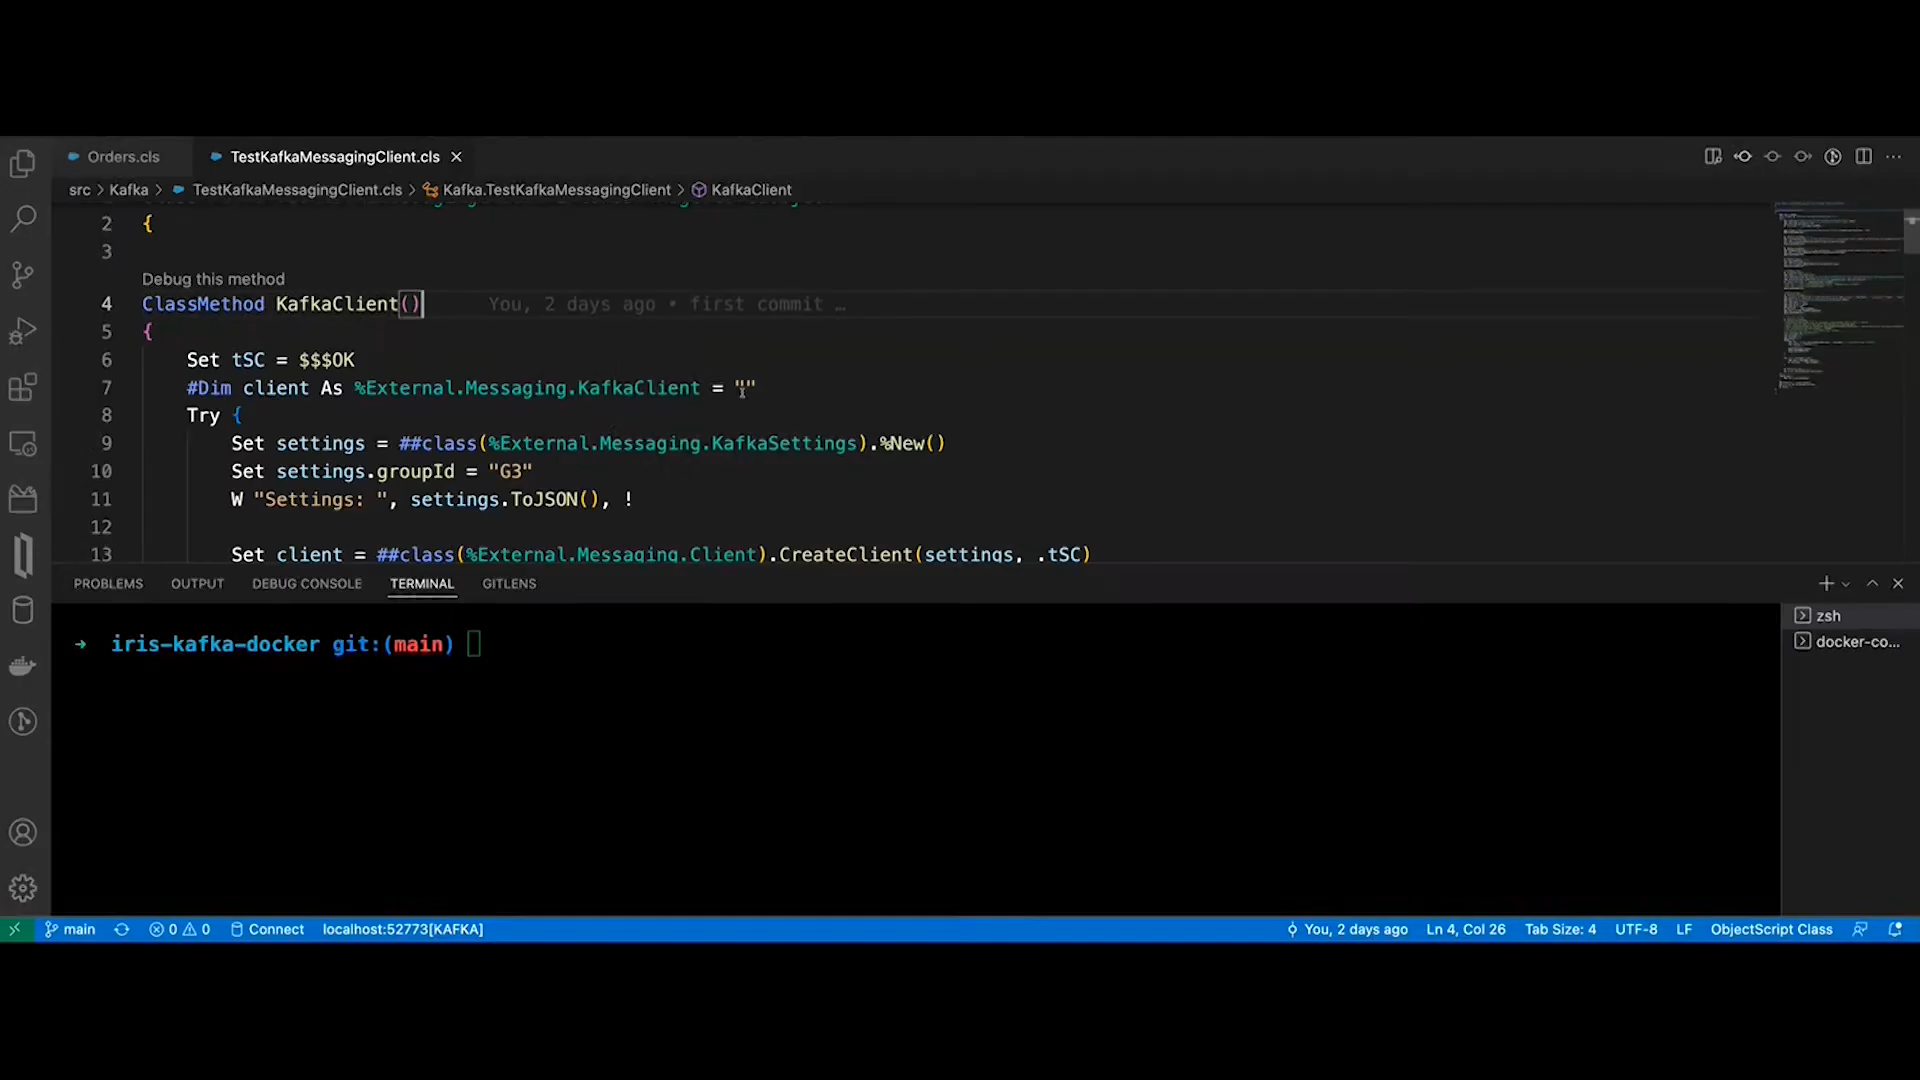 Orders.cls
TestKafkaMessagingClient.cls
src > Kafka > TestKafkaMessagingClient.cls > Kafka.TestKafkaMessagingClient > KafkaClient
2 {
3
Debug this method
4 ClassMethod KafkaClient() You, 2 days ago • first commit …
5 {
6 Set tSC = $$$OK
7 #Dim client As %External.Messaging.KafkaClient = ""
8 Try {
9 Set settings = ##class(%External.Messaging.KafkaSettings).%New()
10 Set settings.groupId = "G3"
11 W "Settings: ", settings.ToJSON(), !
12
13 Set client = ##class(%External.Messaging.Client).CreateClient(settings, .tSC)
PROBLEMS OUTPUT DEBUG CONSOLE TERMINAL GITLENS
→ iris-kafka-docker git:(main)
zsh
docker-co...
main 0 0 Connect localhost:52773[KAFKA] You, 2 days ago Ln 4, Col 26 Tab Size: 4 UTF-8 LF ObjectScript Class